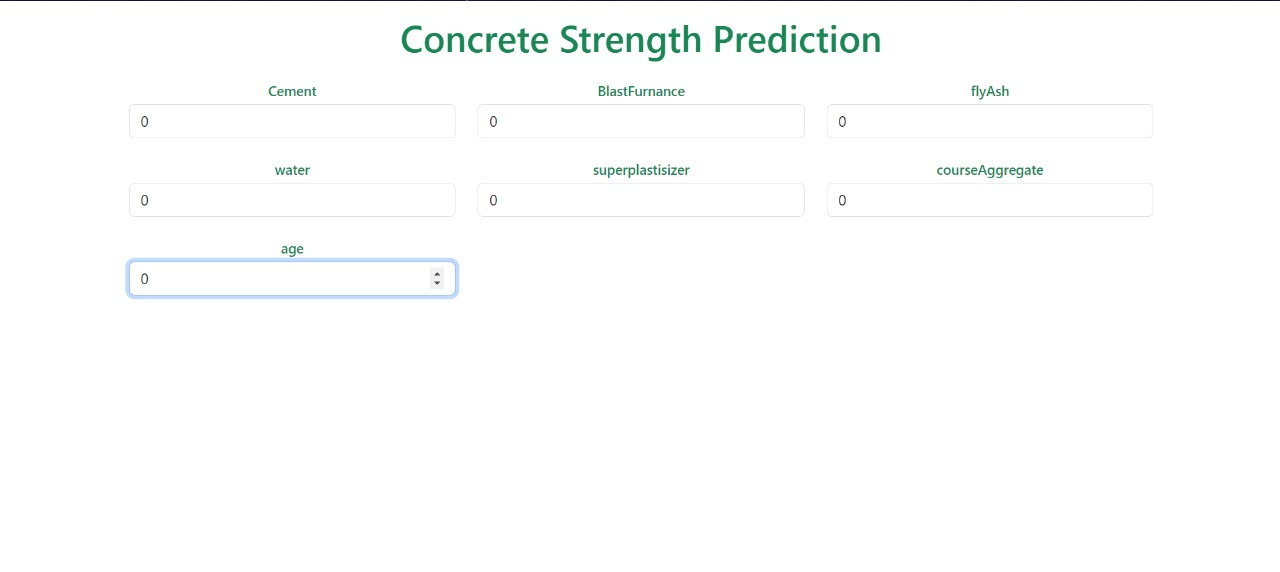 Concrete Strength Prediction
Cement BlastFurnance flyAsh
0 0 0
water superplastisizer courseAggregate
0 0 0
age
0